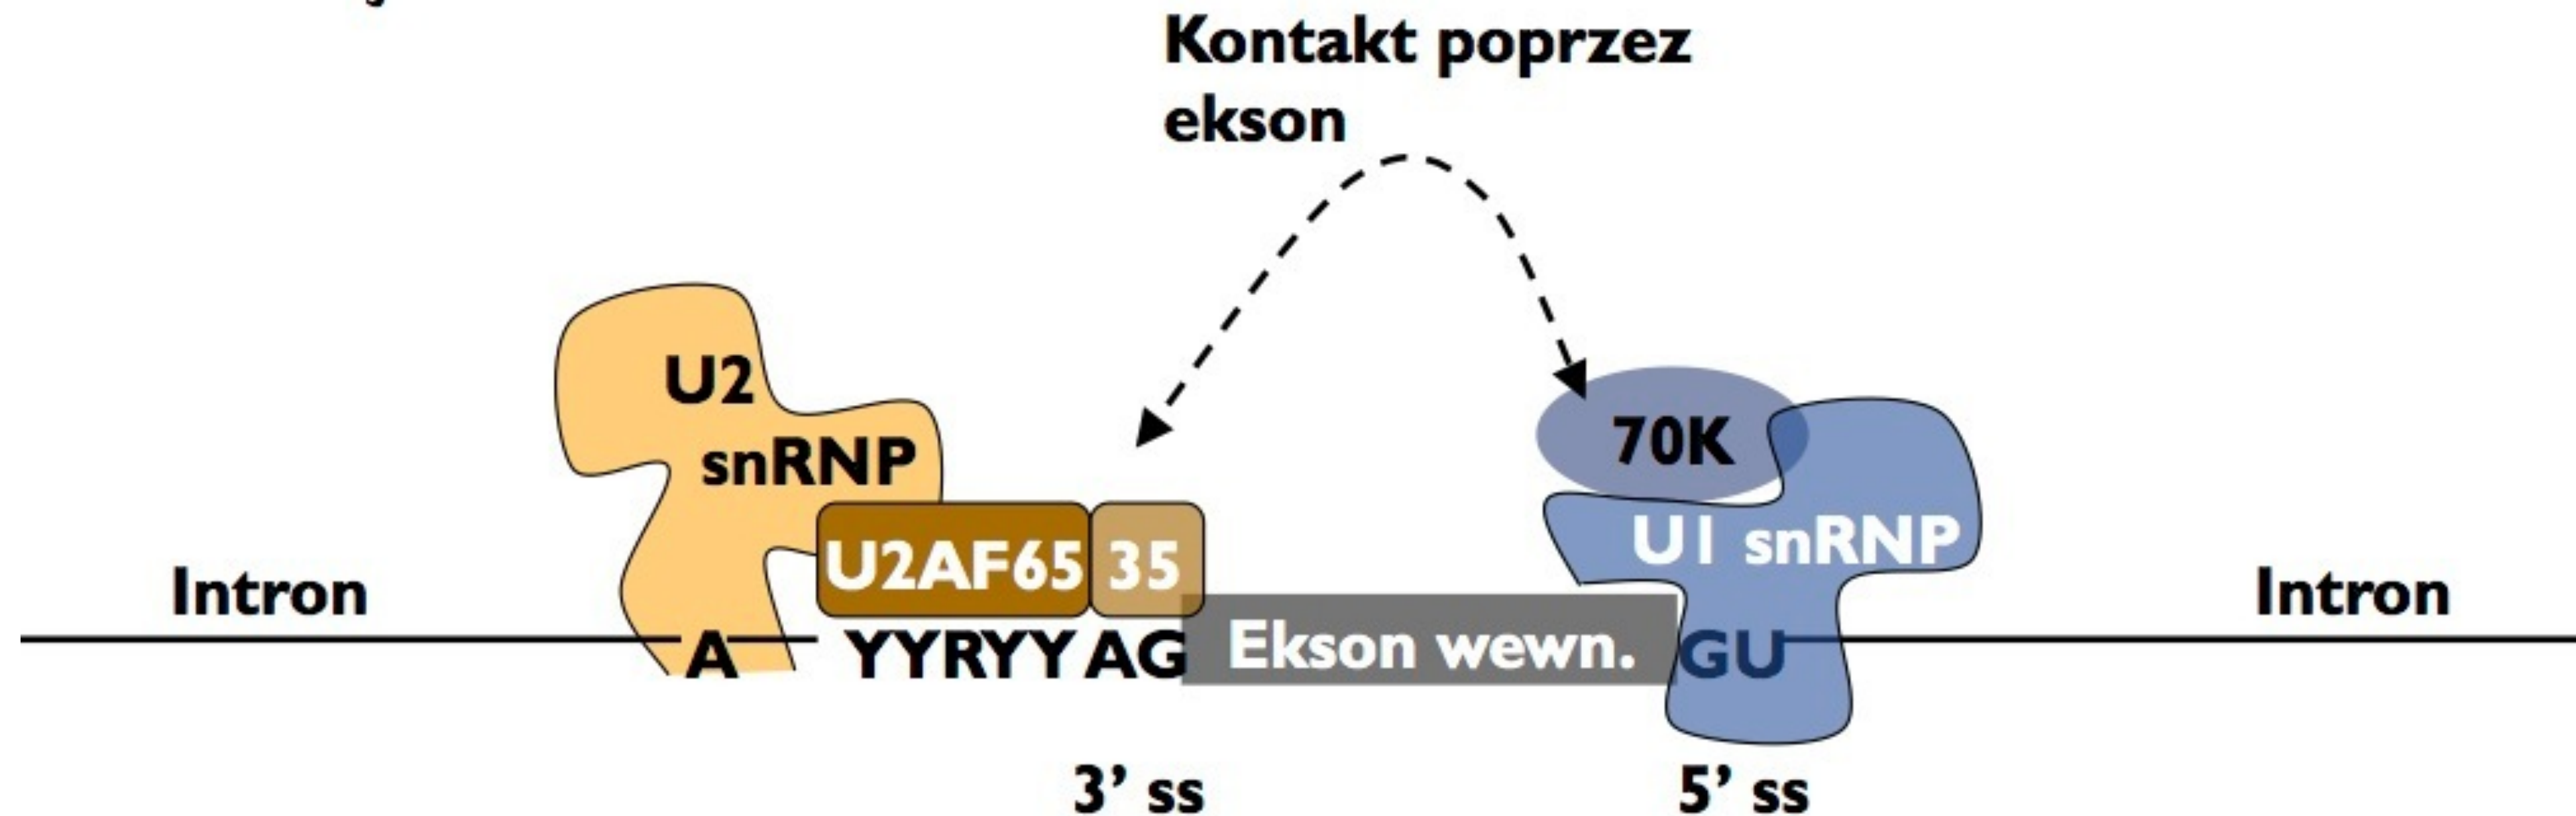 Kontakt poprzez
ekson
U2
snRNP
70K
U1 snRNP
U2AF65 35
Intron
Intron
A YYRYY AG Ekson wewn. GU
3’ ss 5’ ss